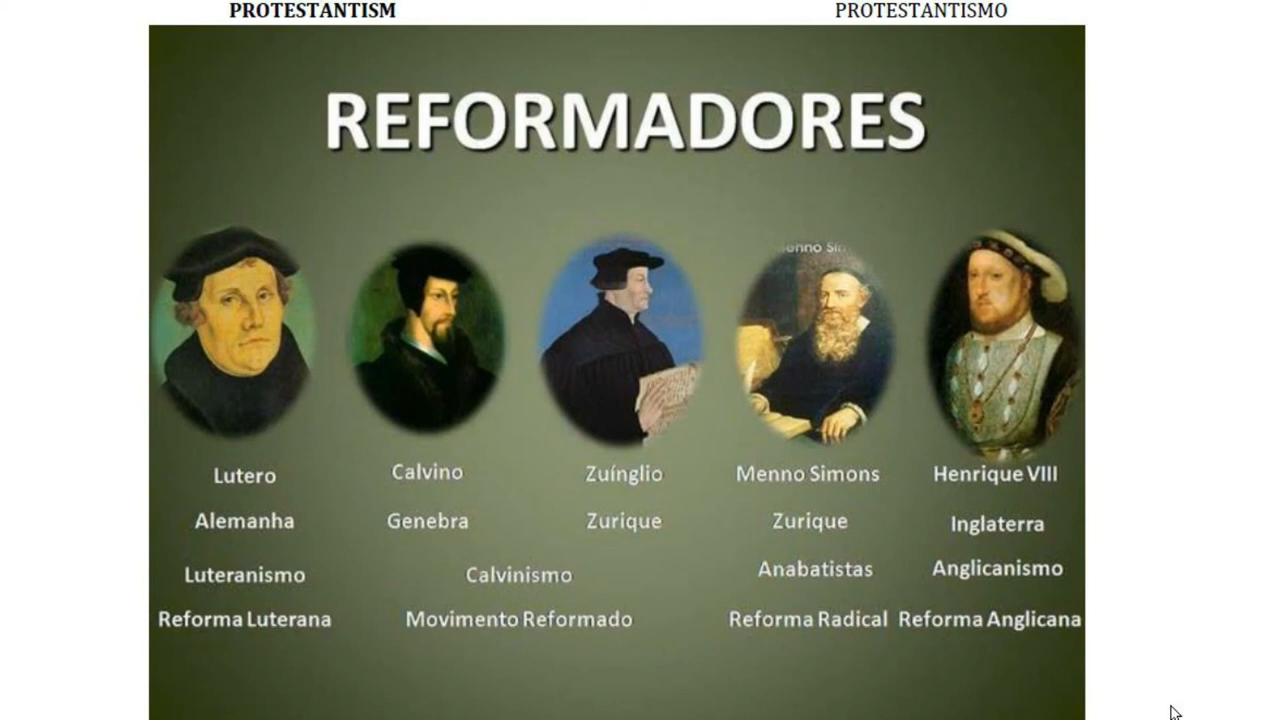 PROTESTANTISM PROTESTANTISMO
REFORMADORES
Lutero Calvino Zuínglio Menno Simons Henrique VIII
Alemanha Genebra Zurique Zurique Inglaterra
Luteranismo Calvinismo Anabatistas Anglicanismo
Reforma Luterana Movimento Reformado Reforma Radical Reforma Anglicana